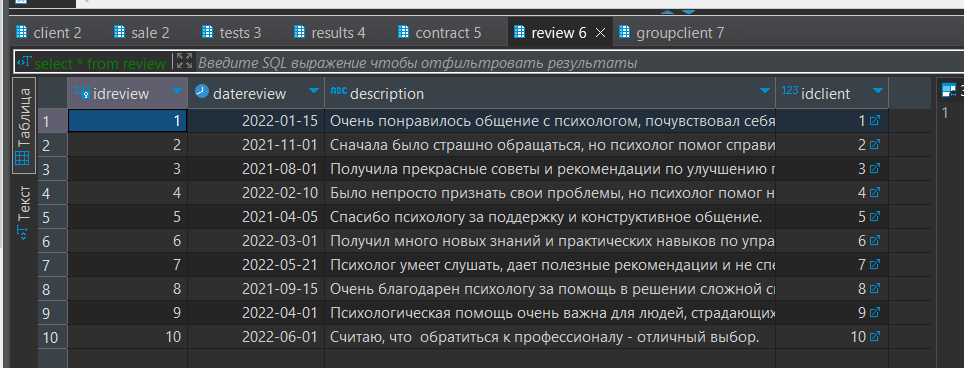 client 2 sale 2 tests 3 results 4 contract 5 review 6 groupclient 7
select * from review Введите SQL выражение чтобы отфильтровать результаты
Таблица
Текст
123 idreview datereview ABC description 123 idclient
1 1 2022-01-15 Очень понравилось общение с психологом, почувствовал себя 1
2 2 2021-11-01 Сначала было страшно обращаться, но психолог помог справи 2
3 3 2021-08-01 Получила прекрасные советы и рекомендации по улучшению 3
4 4 2022-02-10 Было непросто признать свои проблемы, но психолог помог н 4
5 5 2021-04-05 Спасибо психологу за поддержку и конструктивное общение. 5
6 6 2022-03-01 Получил много новых знаний и практических навыков по упра 6
7 7 2022-05-21 Психолог умеет слушать, дает полезные рекомендации и не спе 7
8 8 2021-09-15 Очень благодарен психологу за помощь в решении сложной 8
9 9 2022-04-01 Психологическая помощь очень важна для людей, страдающих 9
10 10 2022-06-01 Считаю, что  обратиться к профессионалу - отличный выбор. 10
1